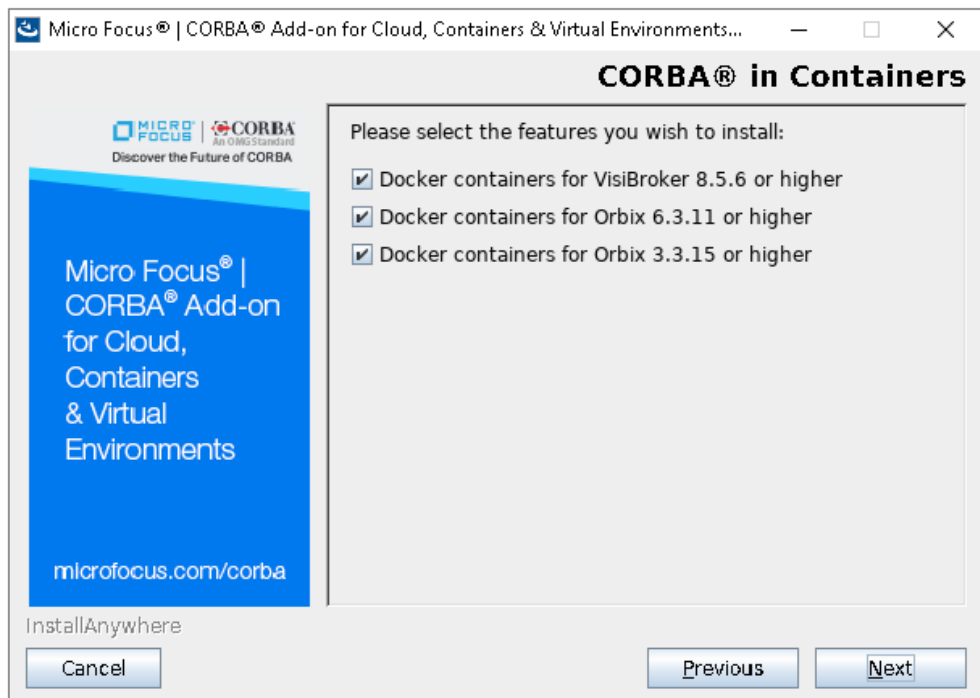 Micro Focus® | CORBA® Add-on for Cloud, Containers & Virtual Environments...
CORBA® in Containers
MICRO FOCUS | CORBA
An OMG Standard
Discover the Future of CORBA
Micro Focus® |
CORBA® Add-on
for Cloud,
Containers
& Virtual
Environments
microfocus.com/corba
Please select the features you wish to install:
Docker containers for VisiBroker 8.5.6 or higher
Docker containers for Orbix 6.3.11 or higher
Docker containers for Orbix 3.3.15 or higher
InstallAnywhere
Cancel
Previous
Next